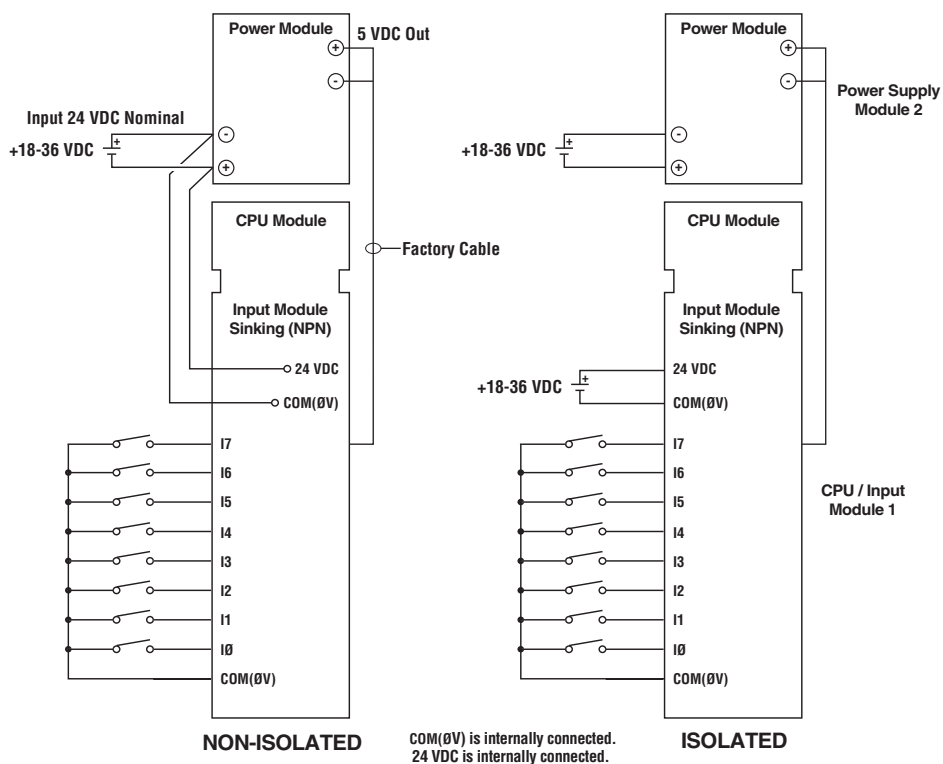 Power Module
5 VDC Out
+
-
Input 24 VDC Nominal
+18-36 VDC
+
-
+
CPU Module
Factory Cable
Input Module
Sinking (NPN)
24 VDC
COM(ØV)
I7
I6
I5
I4
I3
I2
I1
IØ
COM(ØV)
NON-ISOLATED
Power Module
+
-
Power Supply
Module 2
+18-36 VDC
+
-
+
CPU Module
Input Module
Sinking (NPN)
+18-36 VDC
+
24 VDC
COM(ØV)
I7
I6
I5
I4
I3
I2
I1
IØ
COM(ØV)
CPU / Input
Module 1
ISOLATED
COM(ØV) is internally connected.
24 VDC is internally connected.